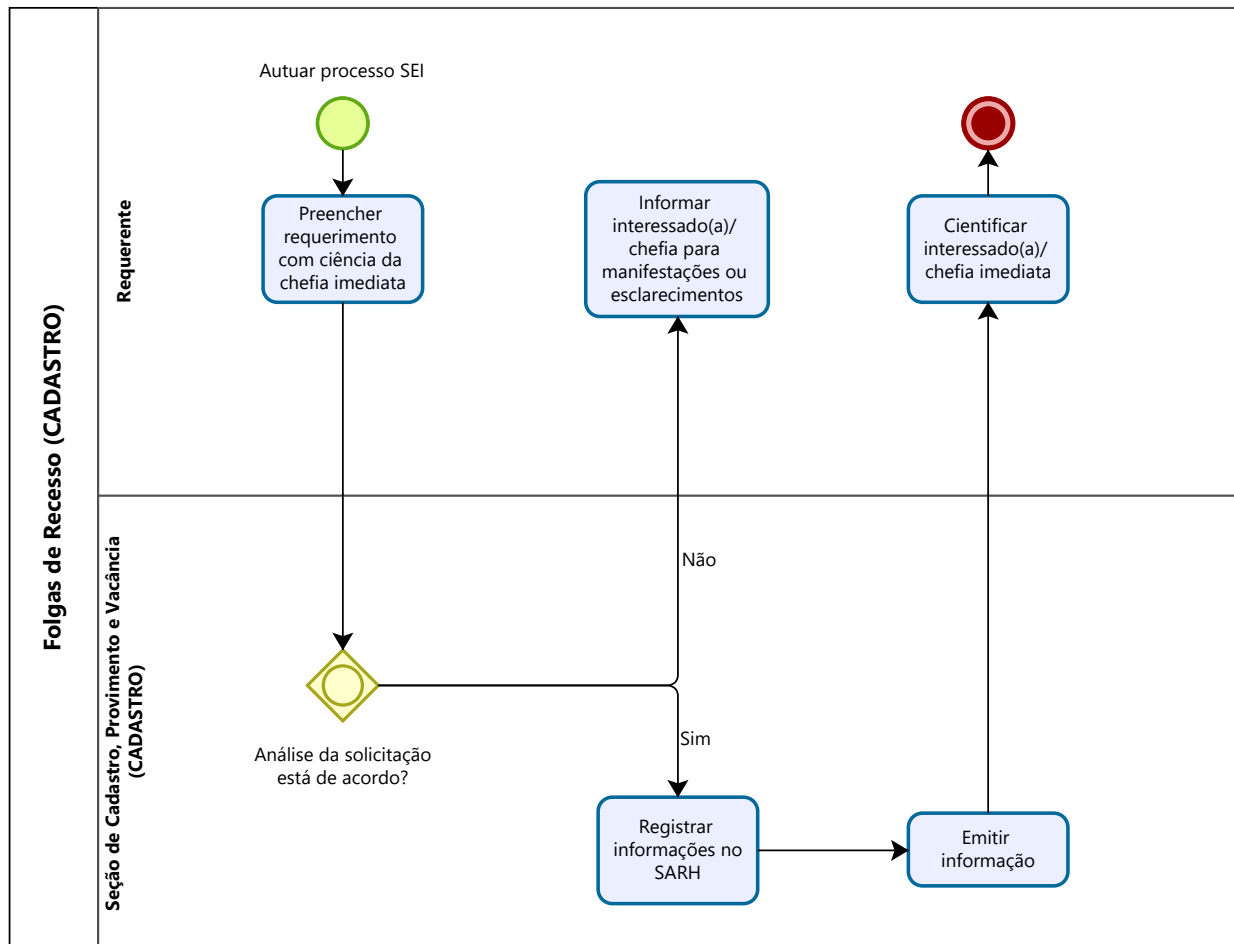 Folgas de Recesso (CADASTRO)
Requerente
Autuar processo SEI
Preencher
requerimento
com ciência da
chefia imediata
Informar
interessado(a)/
chefia para
manifestações ou
esclarecimentos
Cientificar
interessado(a)/
chefia imediata
Seção de Cadastro, Provimento e Vacância
(CADASTRO)
Análise da solicitação
está de acordo?
Não
Sim
Registrar
informações no
SARH
Emitir
informação